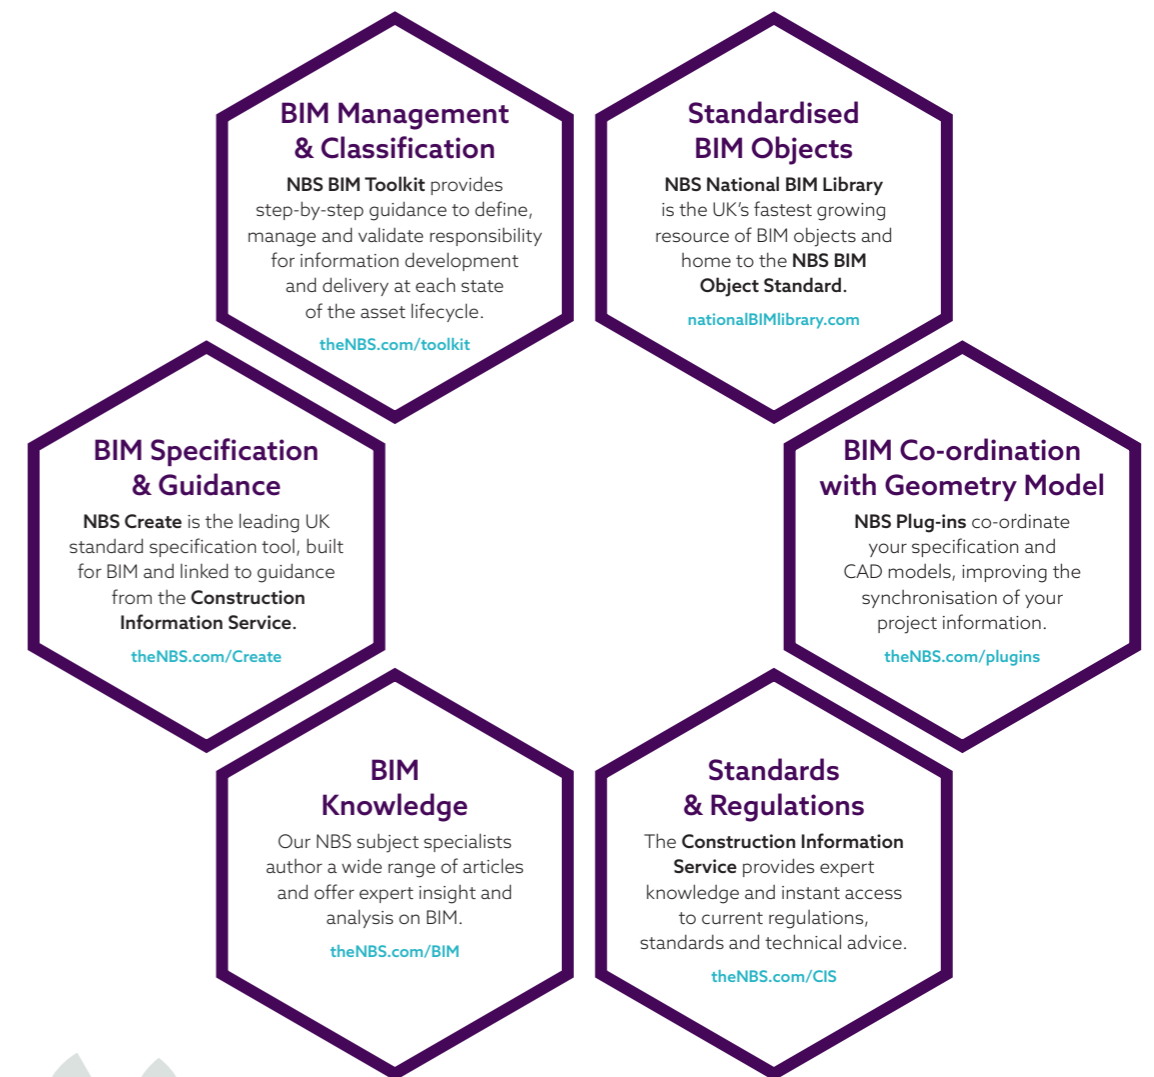 BIM Management
& Classification
NBS BIM Toolkit provides
step-by-step guidance to define,
manage and validate responsibility
for information development
and delivery at each state
of the asset lifecycle.
theNBS.com/toolkit
Standardised
BIM Objects
NBS National BIM Library
is the UK's fastest growing
resource of BIM objects and
home to the NBS BIM
Object Standard.
nationalBIMlibrary.com
BIM Specification
& Guidance
NBS Create is the leading UK
standard specification tool, built
for BIM and linked to guidance
from the Construction
Information Service.
theNBS.com/Create
BIM Co-ordination
with Geometry Model
NBS Plug-ins co-ordinate
your specification and
CAD models, improving the
synchronisation of your
project information.
theNBS.com/plugins
BIM
Knowledge
Our NBS subject specialists
author a wide range of articles
and offer expert insight and
analysis on BIM.
theNBS.com/BIM
Standards
& Regulations
The Construction Information
Service provides expert
knowledge and instant access
to current regulations,
standards and technical advice.
theNBS.com/CIS